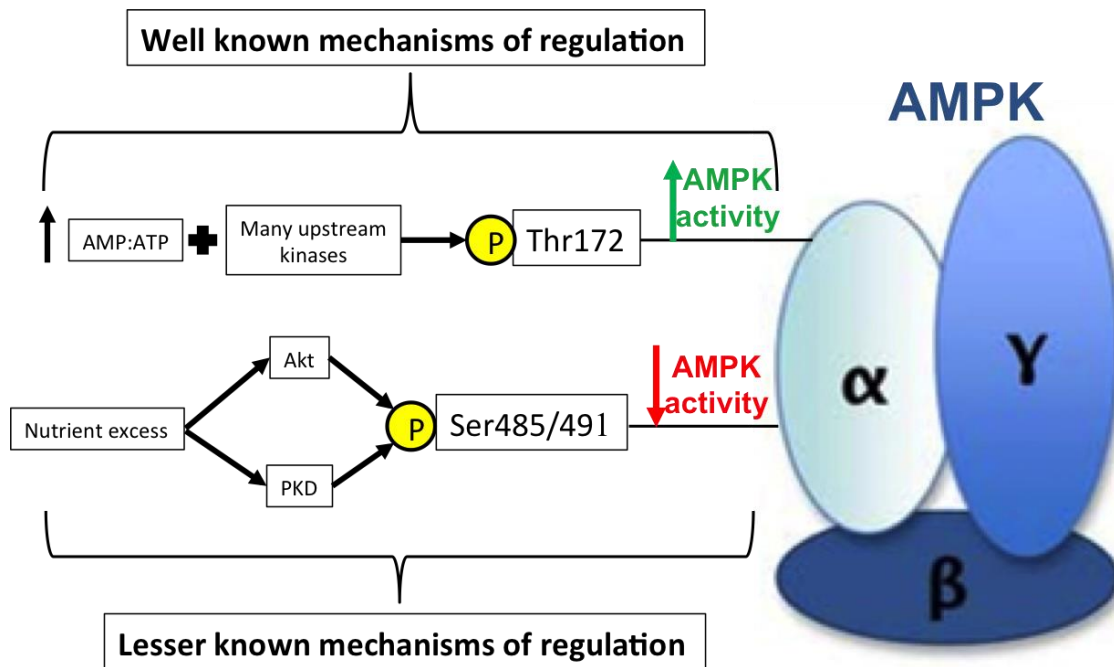 Well known mechanisms of regulation
AMPK
AMPK
activity
AMP:ATP
Many upstream
kinases
P
Thr172
Akt
AMPK
activity
Nutrient excess
P
Ser485/491
PKD
α
γ
β
Lesser known mechanisms of regulation